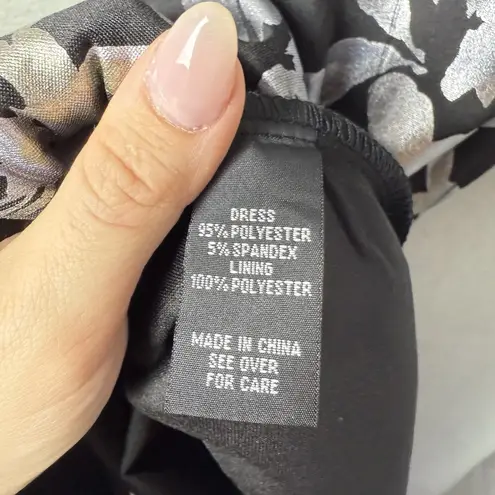 DRESS
95% POLYESTER
5% SPANDEX
LINING
100% POLYESTER
MADE IN CHINA
SEE OVER
FOR CARE